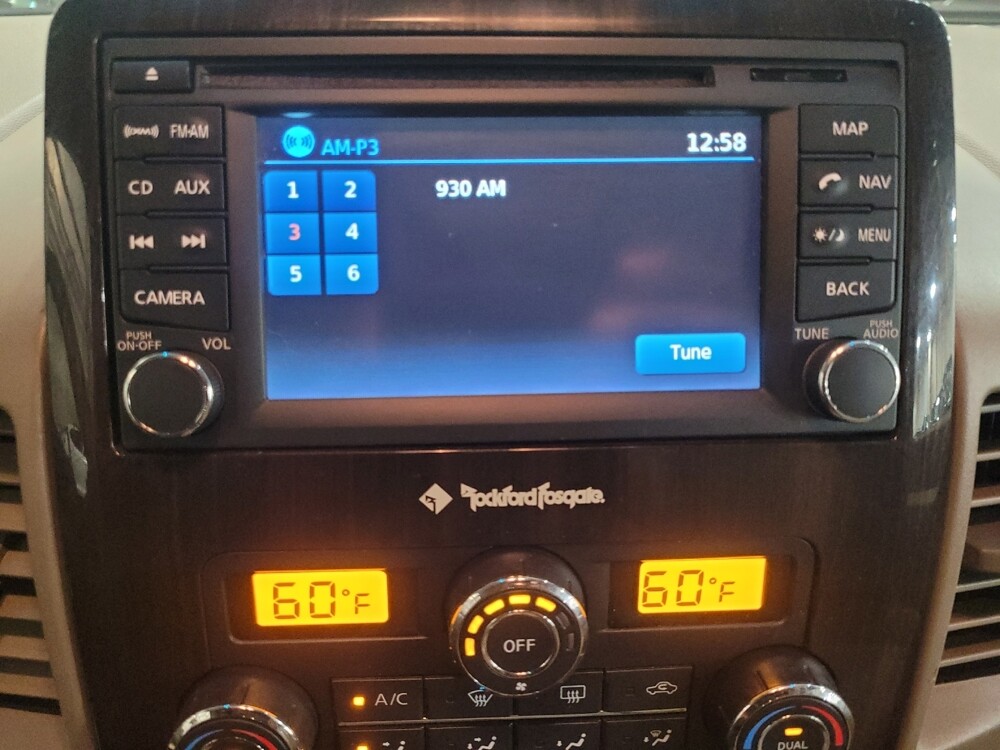 XM FM·AM
CD AUX
CAMERA
PUSH
ON·OFF
VOL
AM-P3
12:58
1 2
3 4
5 6
930 AM
Tune
MAP
NAV
MENU
BACK
TUNE
PUSH
AUDIO
Rockford Fosgate.
60°F
60°F
OFF
A/C
DUAL